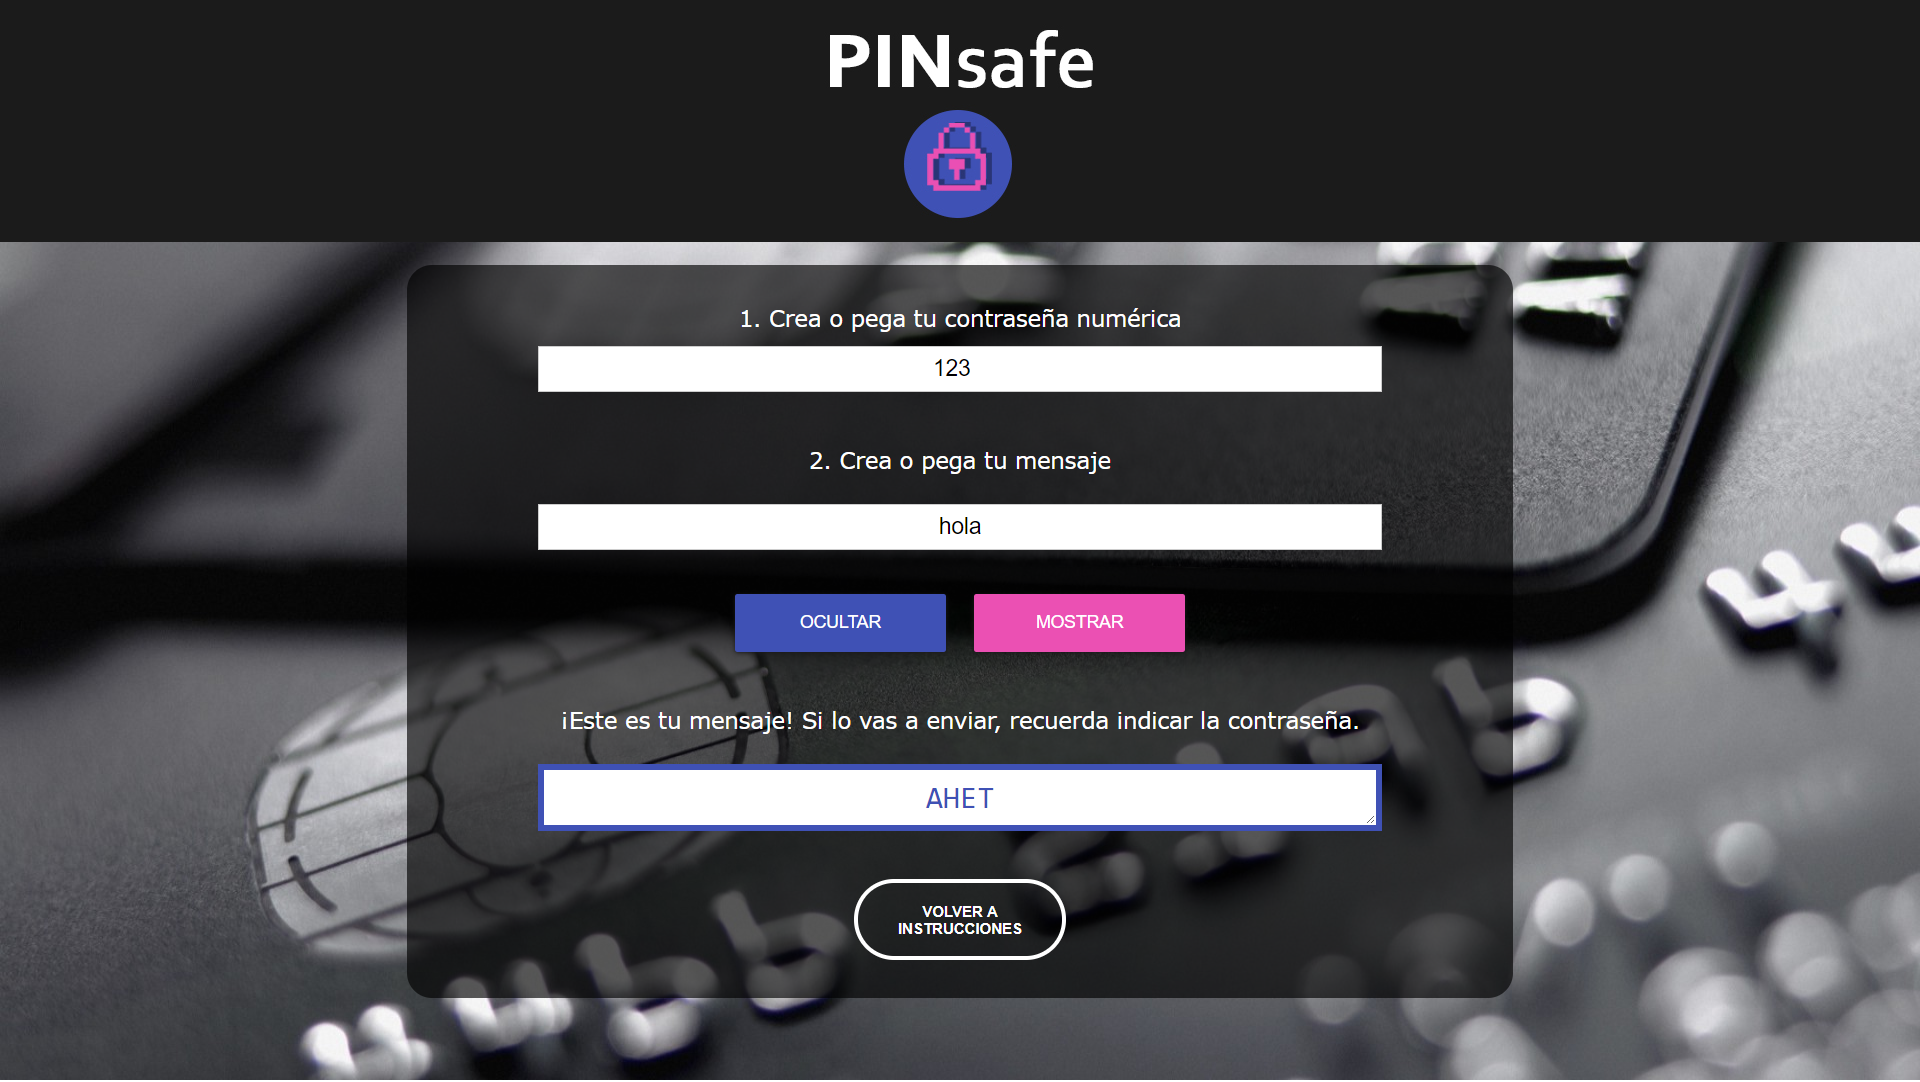 PINsafe
1. Crea o pega tu contraseña numérica
123
2. Crea o pega tu mensaje
hola
OCULTAR
MOSTRAR
¡Este es tu mensaje! Si lo vas a enviar, recuerda indicar la contraseña.
AHET
VOLVER A
INSTRUCCIONES